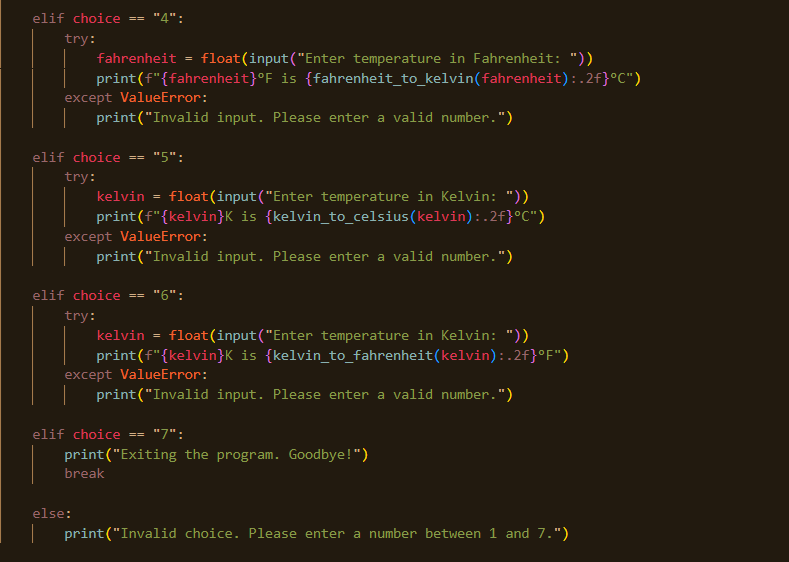 elif choice == "4":
    try:
        fahrenheit = float(input("Enter temperature in Fahrenheit: "))
        print(f"{fahrenheit}°F is {fahrenheit_to_kelvin(fahrenheit):.2f}°C")
    except ValueError:
        print("Invalid input. Please enter a valid number.")

elif choice == "5":
    try:
        kelvin = float(input("Enter temperature in Kelvin: "))
        print(f"{kelvin}K is {kelvin_to_celsius(kelvin):.2f}°C")
    except ValueError:
        print("Invalid input. Please enter a valid number.")

elif choice == "6":
    try:
        kelvin = float(input("Enter temperature in Kelvin: "))
        print(f"{kelvin}K is {kelvin_to_fahrenheit(kelvin):.2f}°F")
    except ValueError:
        print("Invalid input. Please enter a valid number.")

elif choice == "7":
    print("Exiting the program. Goodbye!")
    break

else:
    print("Invalid choice. Please enter a number between 1 and 7.")